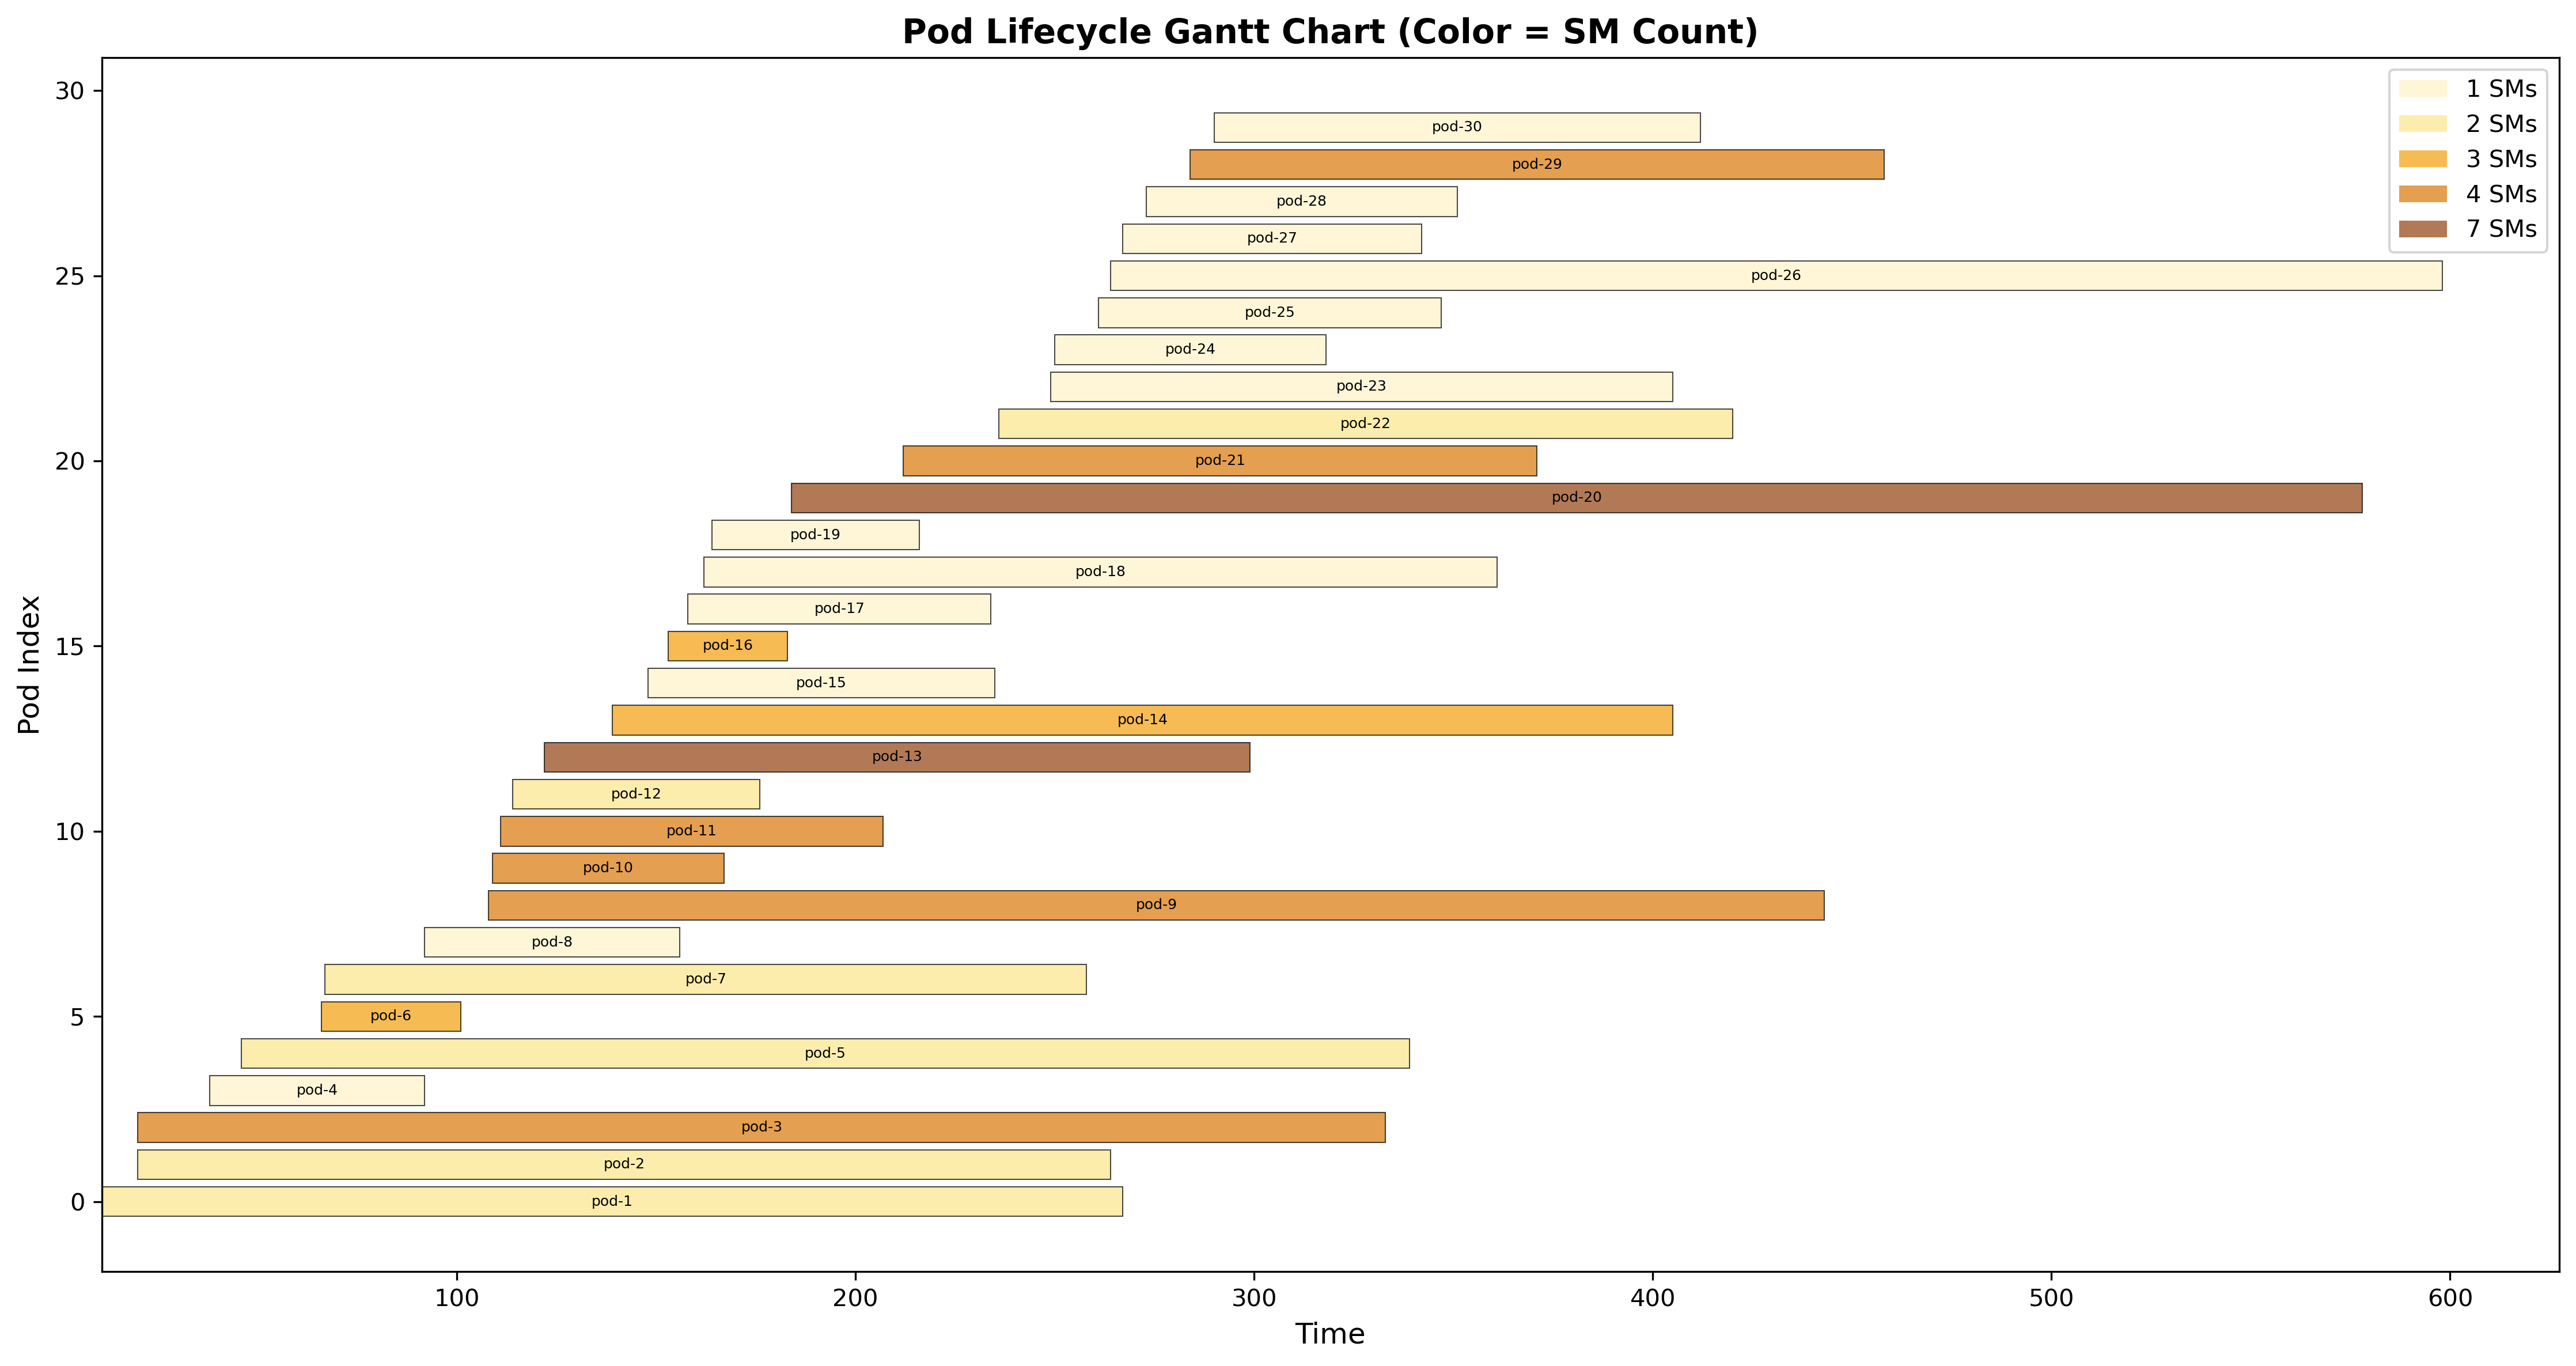 Pod Lifecycle Gantt Chart (Color = SM Count)
30
25
20
15
10
5
0
Pod Index
1 SMs
2 SMs
3 SMs
4 SMs
7 SMs
pod-30
pod-29
pod-28
pod-27
pod-26
pod-25
pod-24
pod-23
pod-22
pod-21
pod-20
pod-19
pod-18
pod-17
pod-16
pod-15
pod-14
pod-13
pod-12
pod-11
pod-10
pod-9
pod-8
pod-7
pod-6
pod-5
pod-4
pod-3
pod-2
pod-1
100 200 300 400 500 600
Time